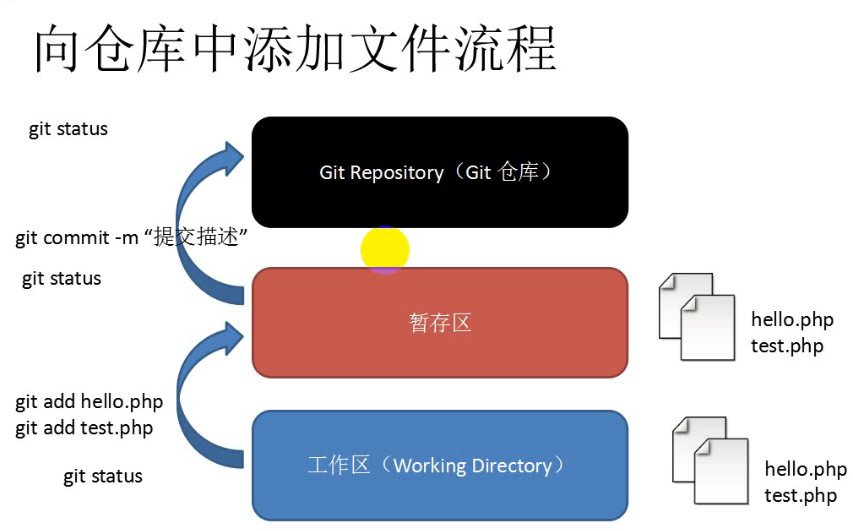 向仓库中添加文件流程
git status
Git Repository（Git 仓库）
git commit -m “提交描述”
git status
暂存区
hello.php
test.php
git add hello.php
git add test.php
git status
工作区（Working Directory）
hello.php
test.php